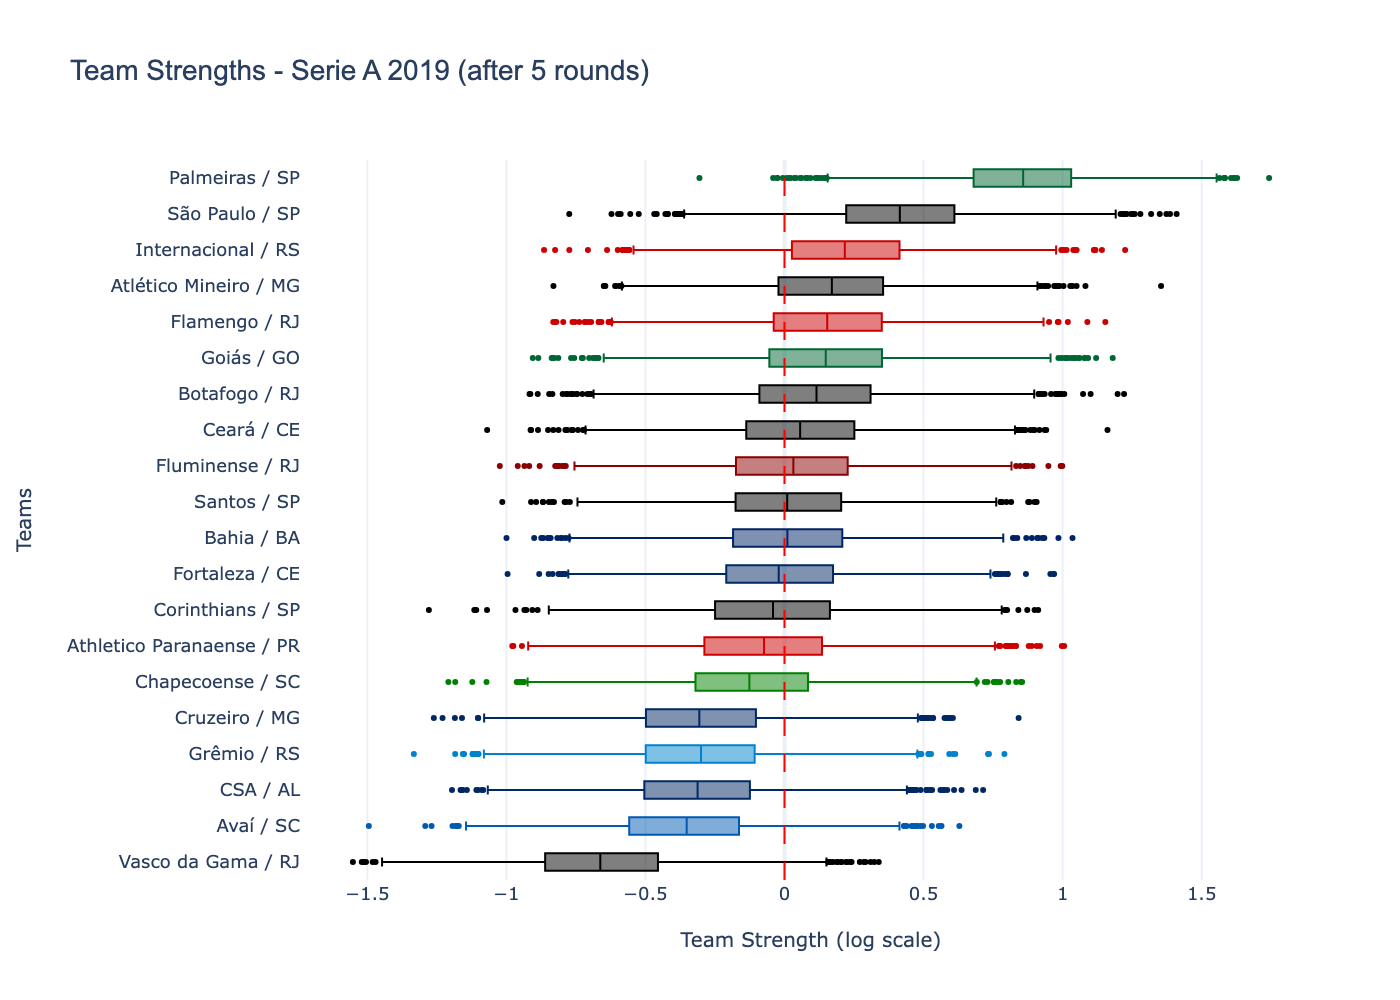 Team Strengths - Serie A 2019 (after 5 rounds)
Palmeiras / SP
São Paulo / SP
Internacional / RS
Atlético Mineiro / MG
Flamengo / RJ
Goiás / GO
Botafogo / RJ
Ceará / CE
Fluminense / RJ
Santos / SP
Bahia / BA
Fortaleza / CE
Corinthians / SP
Athletico Paranaense / PR
Chapecoense / SC
Cruzeiro / MG
Grêmio / RS
CSA / AL
Avaí / SC
Vasco da Gama / RJ
Teams
−1.5 −1 −0.5 0 0.5 1 1.5
Team Strength (log scale)